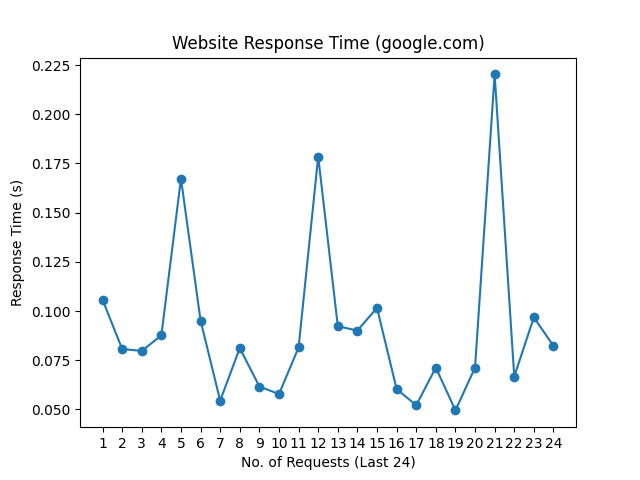 Website Response Time (google.com)
0.225
0.200
0.175
0.150
0.125
0.100
0.075
0.050
Response Time (s)
1 2 3 4 5 6 7 8 9 10 11 12 13 14 15 16 17 18 19 20 21 22 23 24
No. of Requests (Last 24)